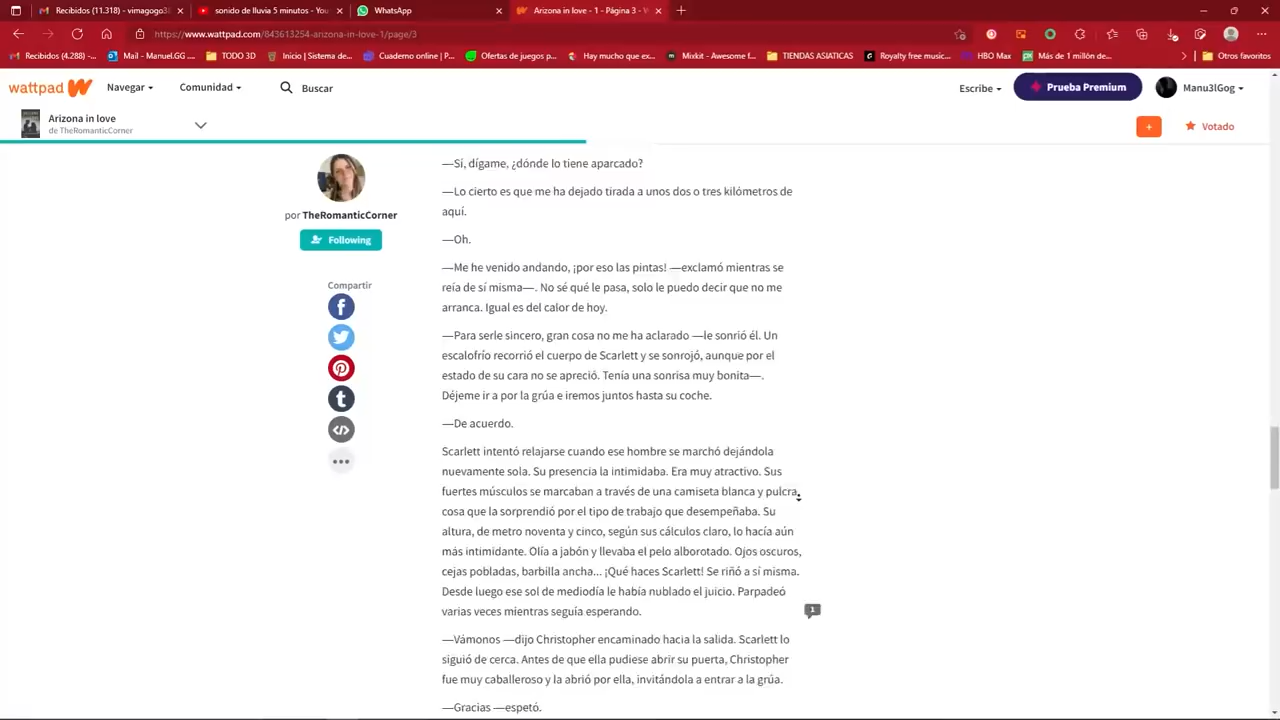 Recibidos (11.318) - vimagogo3
sonido de lluvia 5 minutos - You
WhatsApp
Arizona in love - 1 - Página 3 - W
https://www.wattpad.com/843613254-arizona-in-love-1/page/3
Recibidos (4.288) -...
Mail - Manuel.GG ...
TODO 3D
Inicio | Sistema de...
Cuaderno online | P...
Ofertas de juegos p...
Hay mucho que ex...
Mixkit - Awesome f...
TIENDAS ASIATICAS
Royalty free music...
HBO Max
Más de 1 millón de...
Otros favoritos
wattpad
Navegar
Comunidad
Buscar
Escribe
Prueba Premium
Manu3lGog
Arizona in love
de TheRomanticCorner
Votado
por TheRomanticCorner
Following
Compartir
—Sí, dígame, ¿dónde lo tiene aparcado?
—Lo cierto es que me ha dejado tirada a unos dos o tres kilómetros de
aquí.
—Oh.
—Me he venido andando, ¡por eso las pintas! —exclamó mientras se
reía de sí misma—. No sé qué le pasa, solo le puedo decir que no me
arranca. Igual es del calor de hoy.
—Para serle sincero, gran cosa no me ha aclarado —le sonrió él. Un
escalofrío recorrió el cuerpo de Scarlett y se sonrojó, aunque por el
estado de su cara no se apreció. Tenía una sonrisa muy bonita—.
Déjeme ir a por la grúa e iremos juntos hasta su coche.
—De acuerdo.
Scarlett intentó relajarse cuando ese hombre se marchó dejándola
nuevamente sola. Su presencia la intimidaba. Era muy atractivo. Sus
fuertes músculos se marcaban a través de una camiseta blanca y pulcra,
cosa que la sorprendió por el tipo de trabajo que desempeñaba. Su
altura, de metro noventa y cinco, según sus cálculos claro, lo hacía aún
más intimidante. Olía a jabón y llevaba el pelo alborotado. Ojos oscuros,
cejas pobladas, barbilla ancha... ¡Qué haces Scarlett! Se riñó a sí misma.
Desde luego ese sol de mediodía le había nublado el juicio. Parpadeó
varias veces mientras seguía esperando.
1
—Vámonos —dijo Christopher encaminado hacia la salida. Scarlett lo
siguió de cerca. Antes de que ella pudiese abrir su puerta, Christopher
fue muy caballeroso y la abrió por ella, invitándola a entrar a la grúa.
—Gracias —espetó.